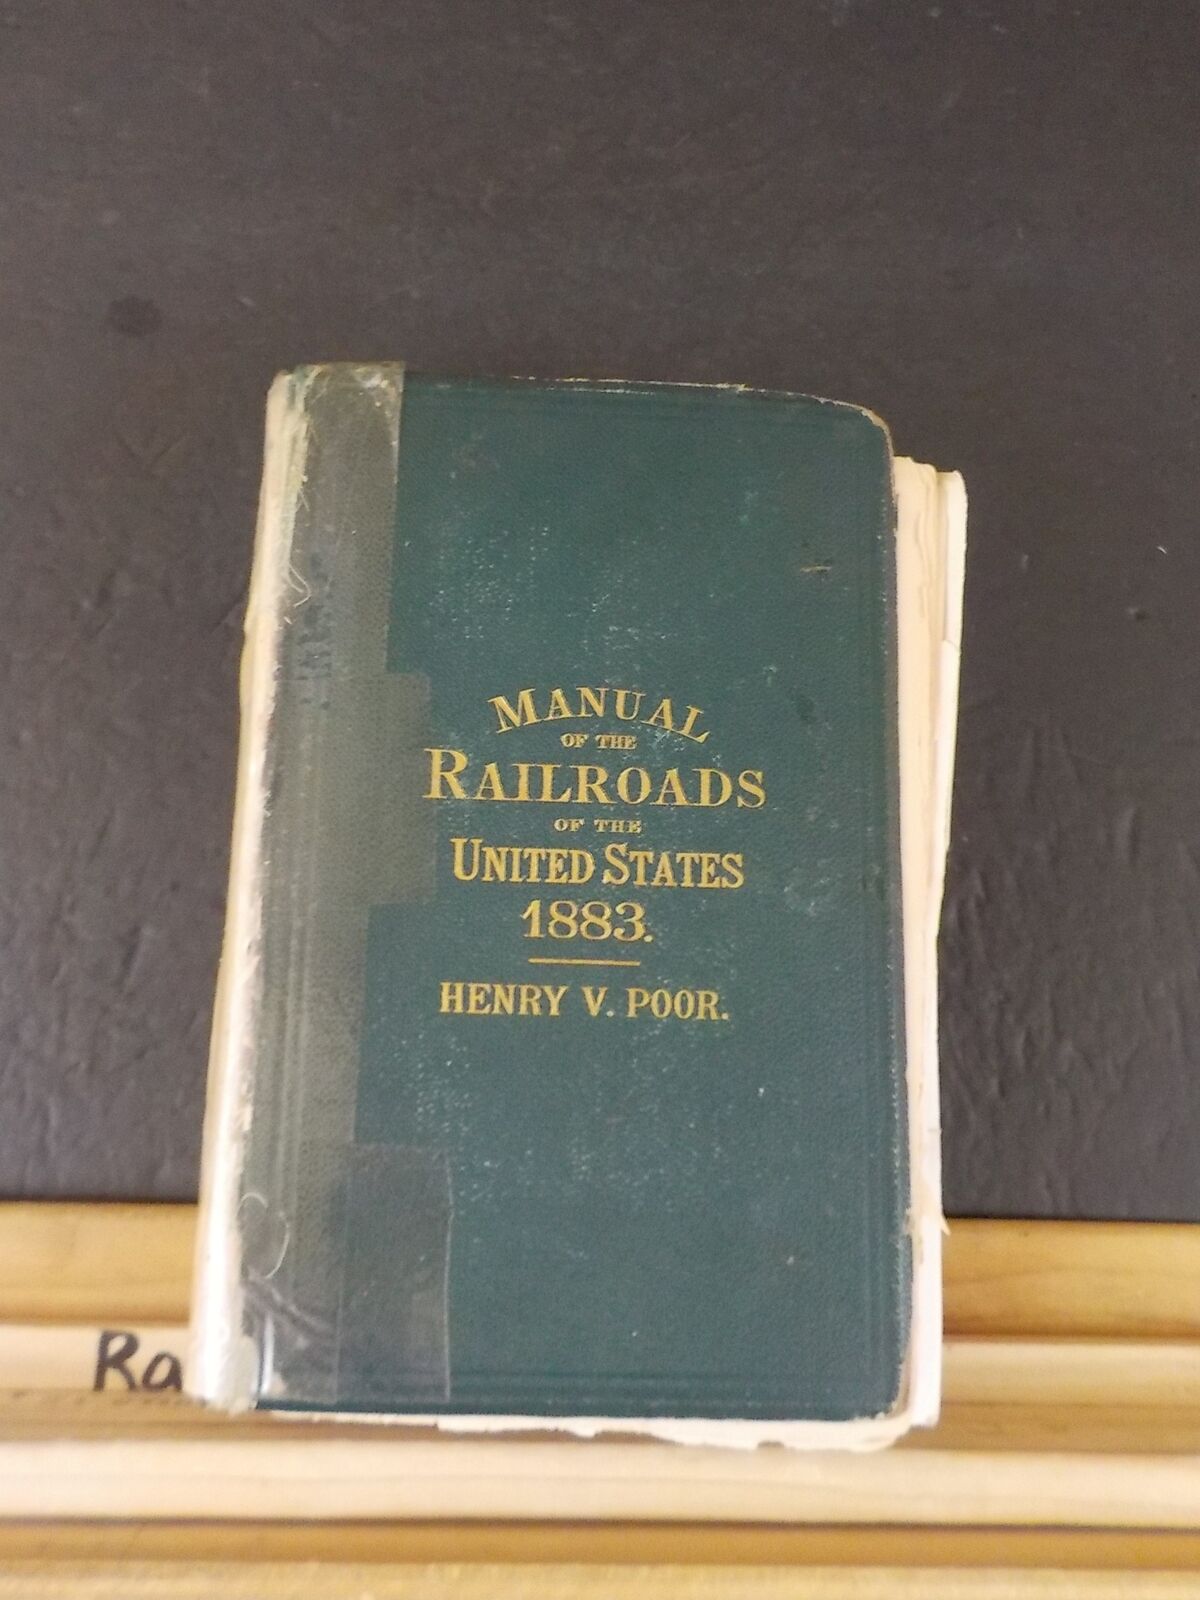 MANUAL
OF THE
RAILROADS
OF THE
UNITED STATES
1883.
HENRY V. POOR.
Ra